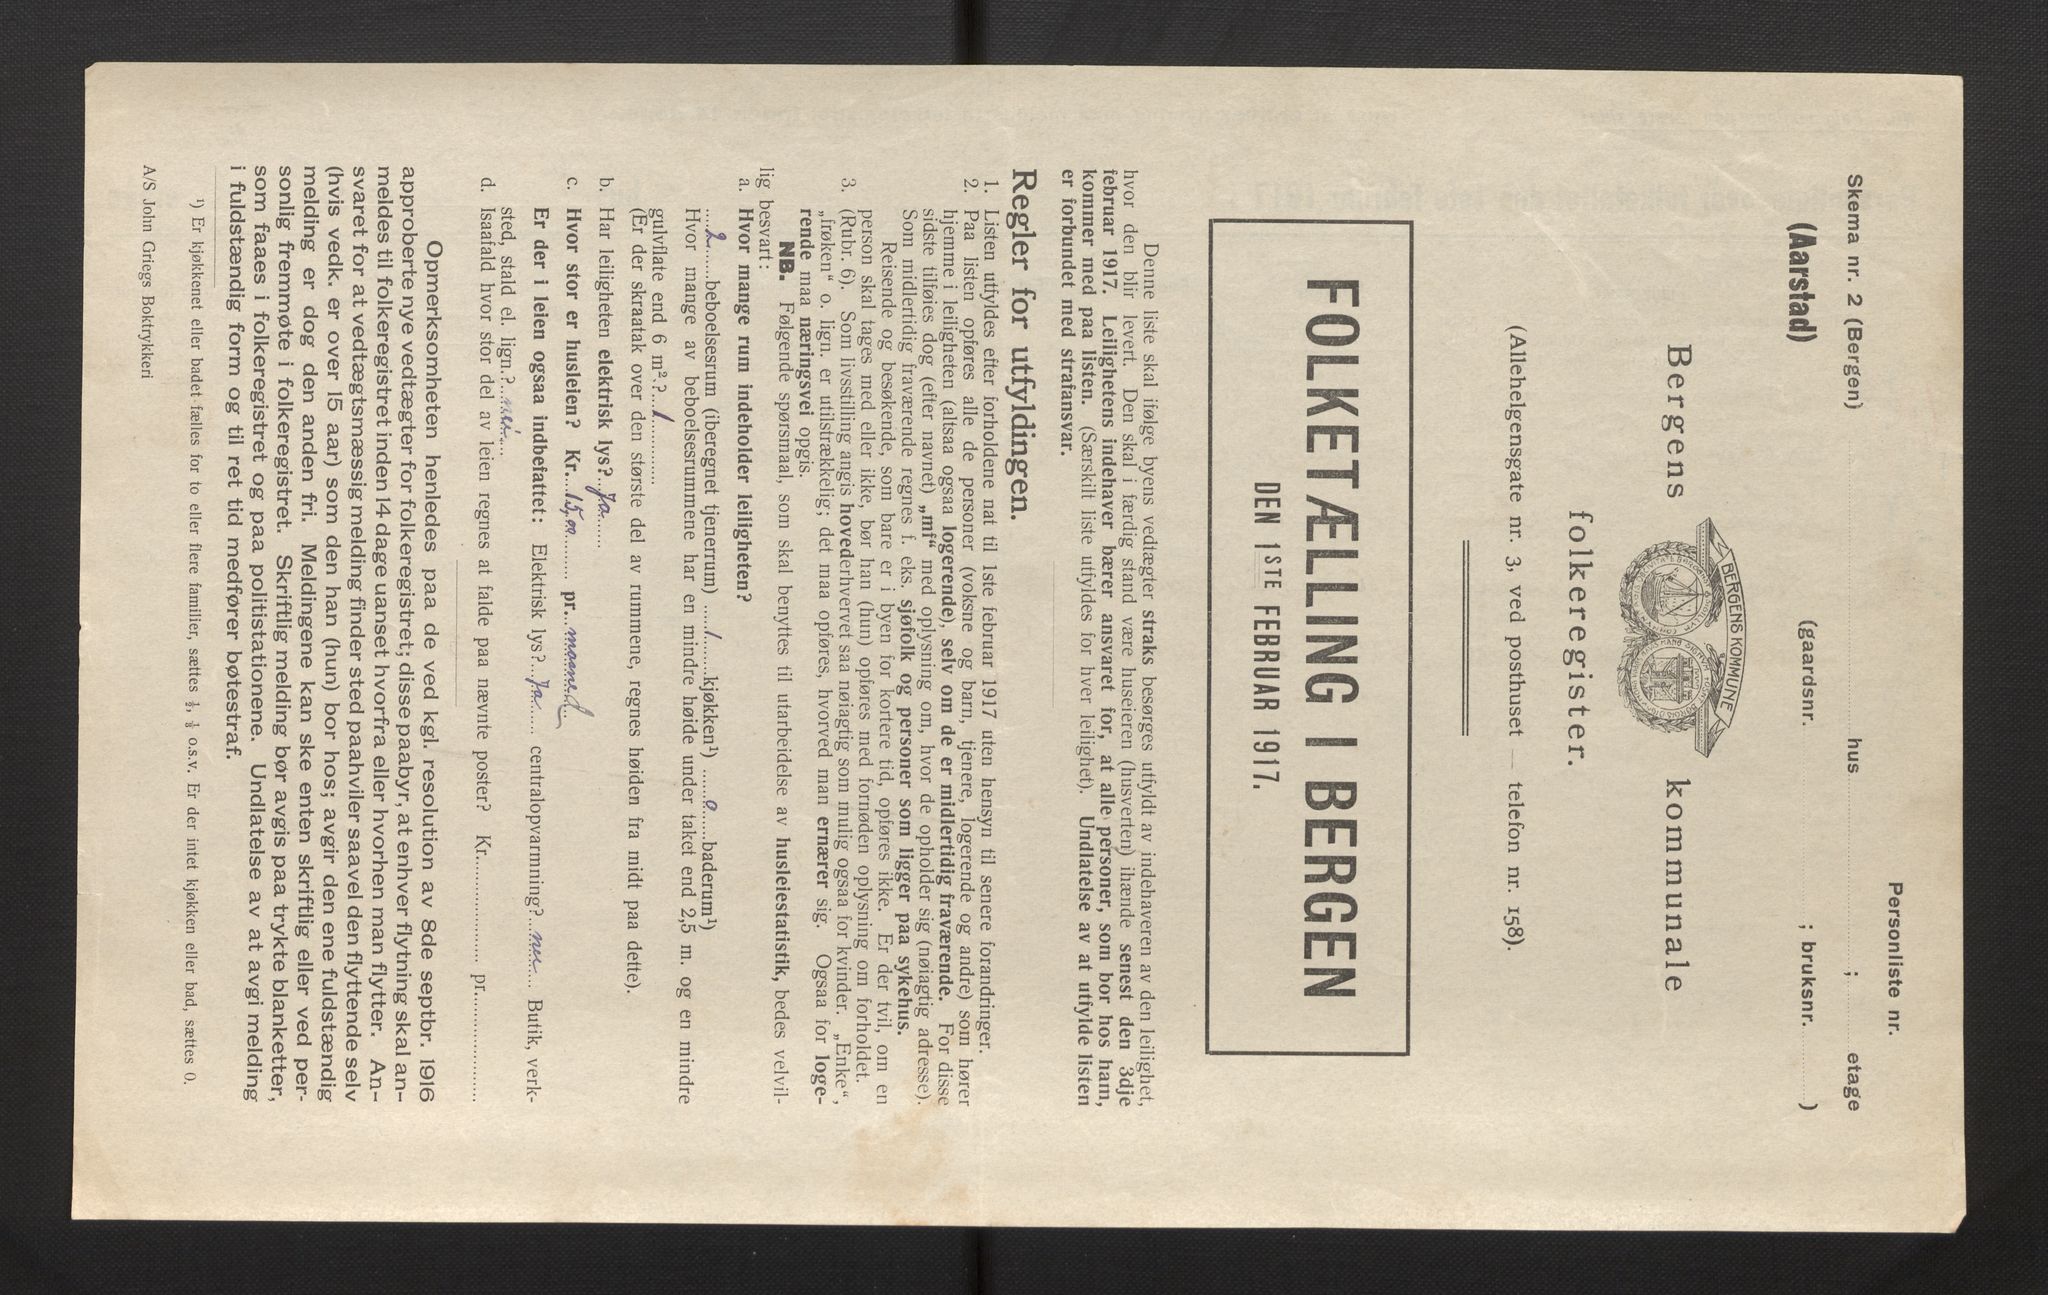 Personliste nr.
Skema nr. 2 (Bergen) hus ; etage
(Aarstad) (gaardsnr. ; bruksnr. )
BERGENS KOMMUNE
Bergens kommunale
folkeregister.
(Allehelgensgate nr. 3, ved posthuset — telefon nr. 158).
FOLKETÆLLING I BERGEN
DEN 1STE FEBRUAR 1917.
Denne liste skal ifølge byens vedtægter straks besørges utfyldt av indehaveren av den leilighet,
hvor den blir levert. Den skal i færdig stand være huseieren (husverten) ihænde senest den 3dje
februar 1917. Leilighetens indehaver bærer ansvaret for, at alle personer, som bor hos ham,
kommer med paa listen. (Særskilt liste utfyldes for hver leilighet). Undlatelse av at utfylde listen
er forbundet med strafansvar.
Regler for utfyldingen.
1. Listen utfyldes efter forholdene nat til 1ste februar 1917 uten hensyn til senere forandringer.
2. Paa listen opføres alle de personer (voksne og barn, tjenere, logerende og andre) som hører
hjemme i leiligheten (altsaa ogsaa logerende), selv om de er midlertidig fraværende. For disse
sidste tilføies dog (efter navnet) „mf“ med oplysning om, hvor de opholder sig (nøiagtig adresse).
Som midlertidig fraværende regnes f. eks. sjøfolk og personer som ligger paa sykehus.
Reisende og besøkende, som bare er i byen for kortere tid, opføres ikke. Er der tvil, om en
person skal tages med eller ikke, bør han (hun) opføres med fornøden oplysning om forholdet.
3. (Rubr. 6). Som livsstilling angis hovederhvervet saa nøiagtig som mulig ogsaa for kvinder. „Enke“,
„frøken“ o. lign. er utilstrækkelig; det maa opføres, hvorved man ernærer sig. Ogsaa for loge-
rende maa næringsvei opgis.
NB. Følgende spørsmaal, som skal benyttes til utarbeidelse av husleiestatistik, bedes velvil-
lig besvart:
a. Hvor mange rum indeholder leiligheten?
2 beboelsesrum (iberegnet tjenerrum) 1 kjøkken¹) 0 baderum¹)
Hvor mange av beboelsesrummene har en mindre høide under taket end 2,5 m. og en mindre
gulvflate end 6 m².? 1
(Er der skraatak over den største del av rummene, regnes høiden fra midt paa dette).
b. Har leiligheten elektrisk lys? Ja
c. Hvor stor er husleien? Kr. 15,00 pr. maaned
Er der i leien ogsaa indbefattet: Elektrisk lys? Ja centralopvarmning? nei Butik, verk-
sted, stald el. lign.? nei
d. Isaafald hvor stor del av leien regnes at falde paa nævnte poster? Kr. pr.
Opmerksomheten henledes paa de ved kgl. resolution av 8de septbr. 1916
approberte nye vedtægter for folkeregistret; disse paabyr, at enhver flytning skal an-
meldes til folkeregistret inden 14 dage uanset hvorfra eller hvorhen man flytter. An-
svaret for at vedtægtsmæssig melding finder sted paahviler saavel den flyttende selv
(hvis vedk. er over 15 aar) som den han (hun) bor hos; avgir den ene fuldstændig
melding er dog den anden fri. Meldingene kan ske enten skriftlig eller ved per-
sonlig fremmøte i folkeregistret. Skriftlig melding bør avgis paa trykte blanketter,
som faaes i folkeregistret og paa politistationene. Undlatelse av at avgi melding
i fuldstændig form og til ret tid medfører bøtestraf.
¹) Er kjøkkenet eller badet fælles for to eller flere familier, sættes ½, ⅓ o.s.v. Er der intet kjøkken eller bad, sættes 0.
A/S John Griegs Boktrykkeri